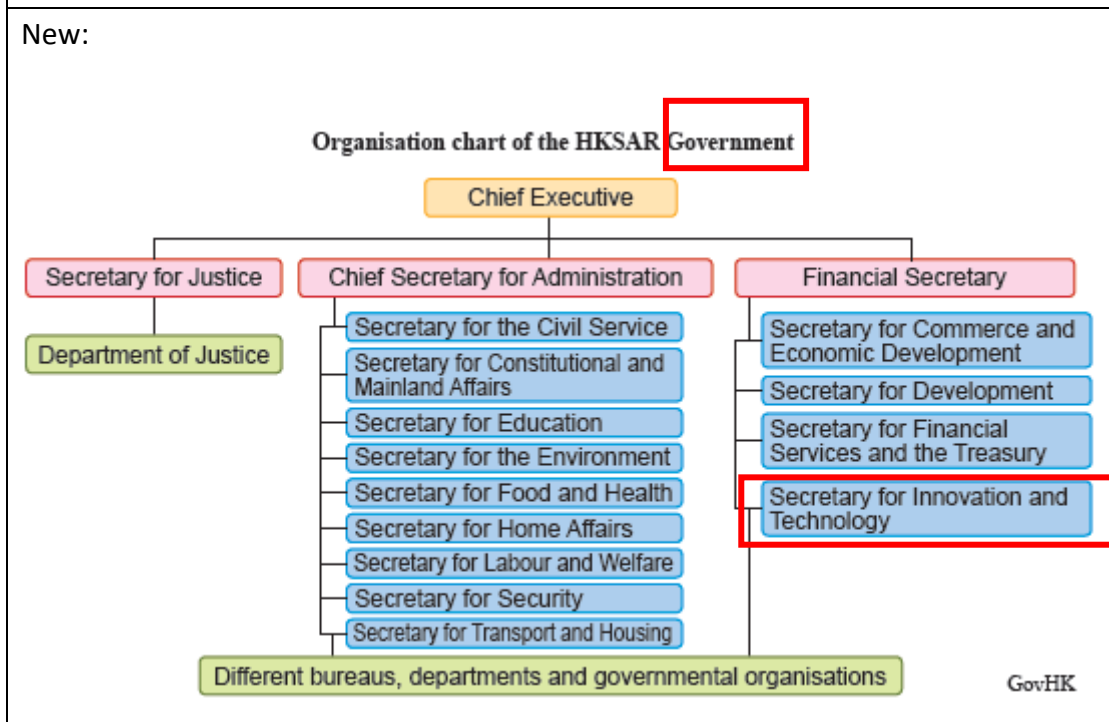 New:
Organisation chart of the HKSAR Government
Chief Executive
Secretary for Justice
Department of Justice
Chief Secretary for Administration
Secretary for the Civil Service
Secretary for Constitutional and
Mainland Affairs
Secretary for Education
Secretary for the Environment
Secretary for Food and Health
Secretary for Home Affairs
Secretary for Labour and Welfare
Secretary for Security
Secretary for Transport and Housing
Financial Secretary
Secretary for Commerce and
Economic Development
Secretary for Development
Secretary for Financial
Services and the Treasury
Secretary for Innovation and
Technology
Different bureaus, departments and governmental organisations
GovHK